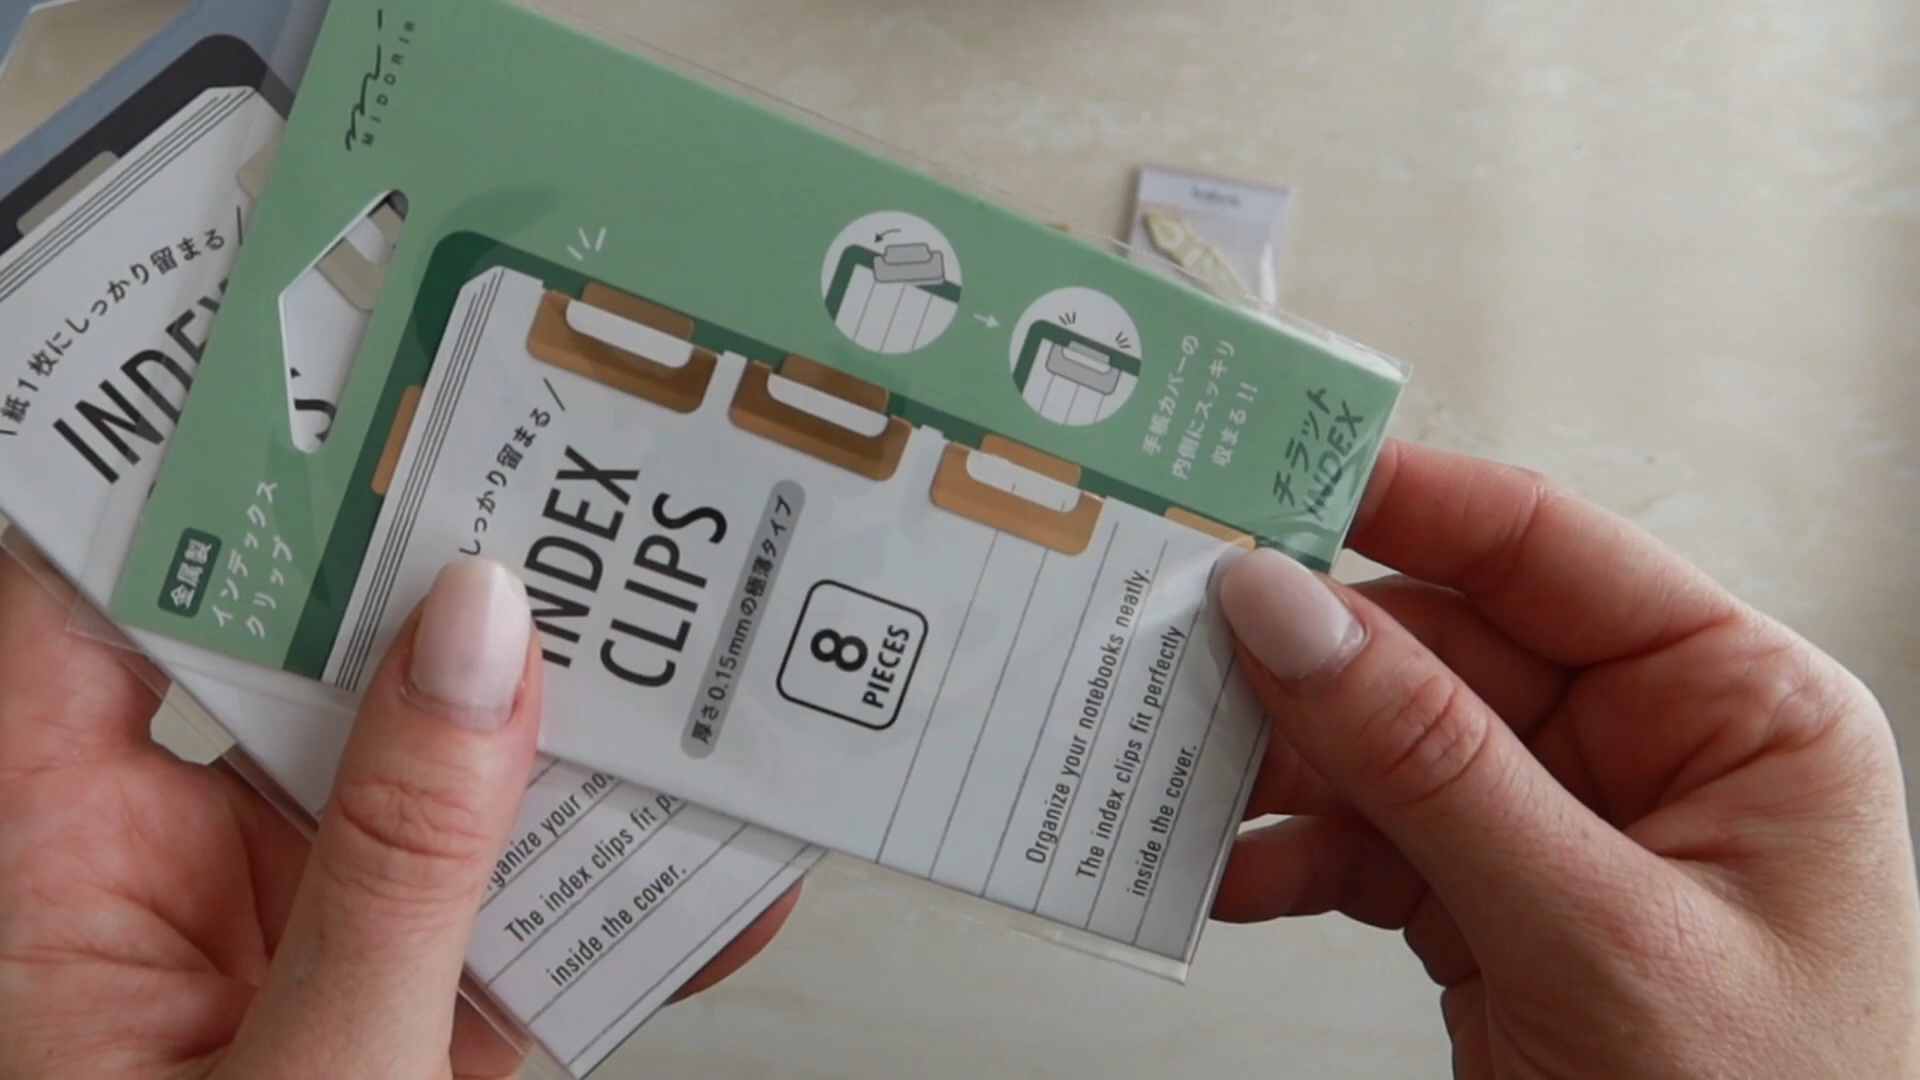 MIDORI
金属製
インデックス
クリップ
しっかり留まる
INDEX
CLIPS
厚さ0.15mmの極薄タイプ
8
PIECES
手帳カバーの
内側にスッキリ
収まる!!
チラット
INDEX
Organize your notebooks neatly.
The index clips fit perfectly
inside the cover.
紙1枚にしっかり留まる
INDEX
The index clips fit
inside the cover.